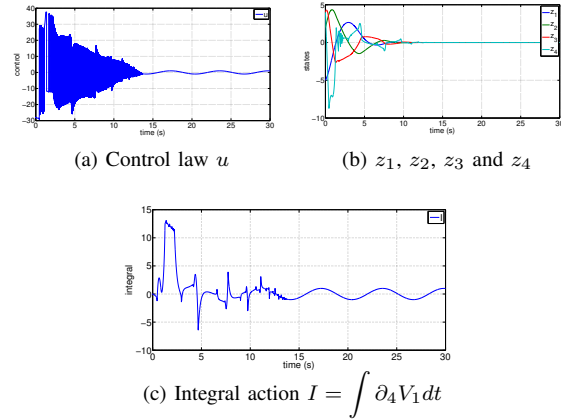 40
30
20
10
0
-10
-20
-30
control
u
0 5 10 15 20 25 30
time (s)
(a) Control law u
10
5
0
-5
-10
states
z1
z2
z3
z4
0 5 10 15 20 25 30
time (s)
(b) z1, z2, z3 and z4
15
10
5
0
-5
-10
integral
I
0 5 10 15 20 25 30
time (s)
(c) Integral action I = ∫ ∂4V1dt